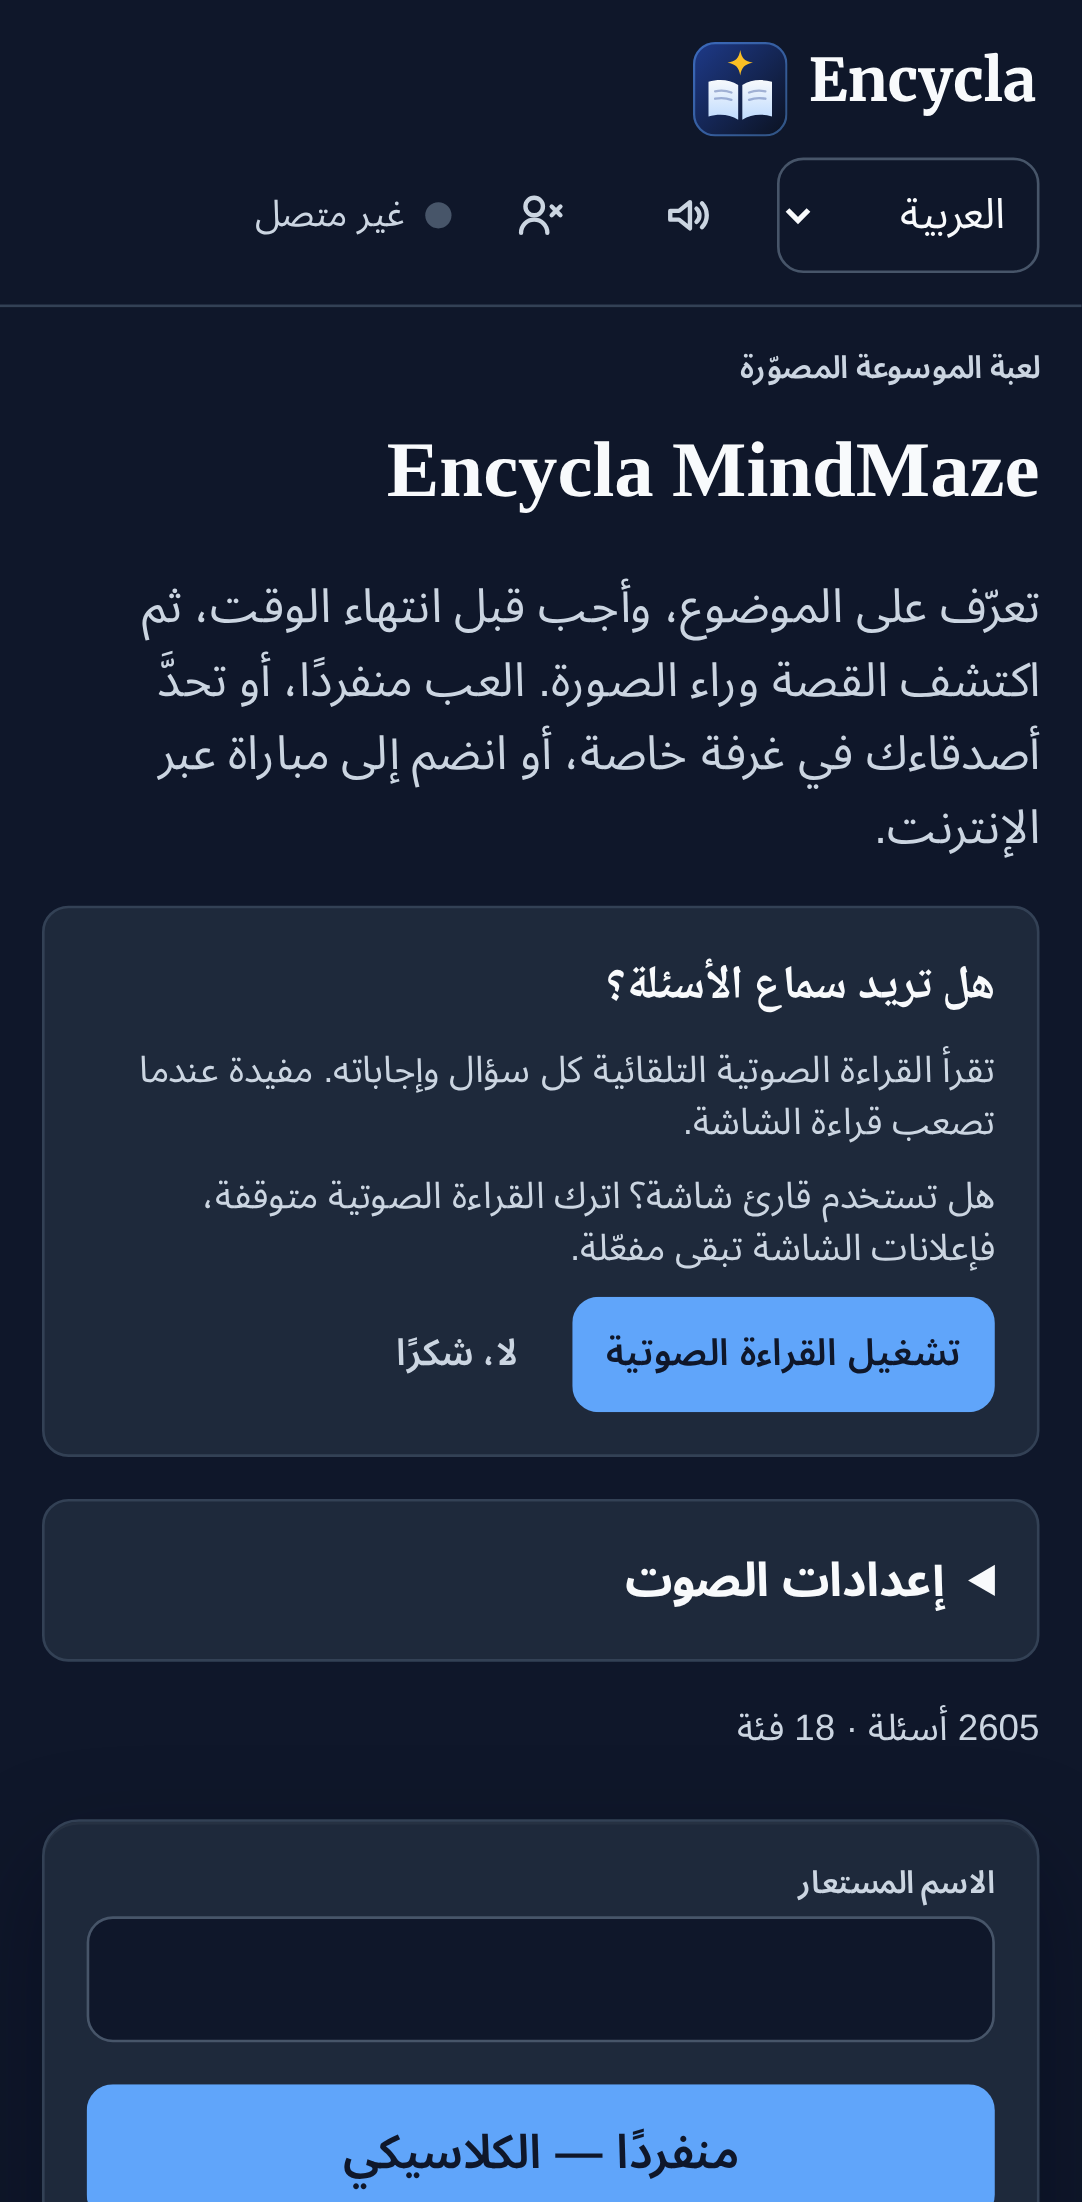 Encycla
العربية
غير متصل
لعبة الموسوعة المصوّرة
Encycla MindMaze
تعرّف على الموضوع، وأجب قبل انتهاء الوقت، ثم
اكتشف القصة وراء الصورة. العب منفردًا، أو تحدَّ
أصدقاءك في غرفة خاصة، أو انضم إلى مباراة عبر
الإنترنت.
هل تريد سماع الأسئلة؟
تقرأ القراءة الصوتية التلقائية كل سؤال وإجاباته. مفيدة عندما
تصعب قراءة الشاشة.
هل تستخدم قارئ شاشة؟ اترك القراءة الصوتية متوقفة،
فإعلانات الشاشة تبقى مفعّلة.
تشغيل القراءة الصوتية
لا، شكرًا
إعدادات الصوت
2605 أسئلة · 18 فئة
الاسم المستعار
منفردًا — الكلاسيكي